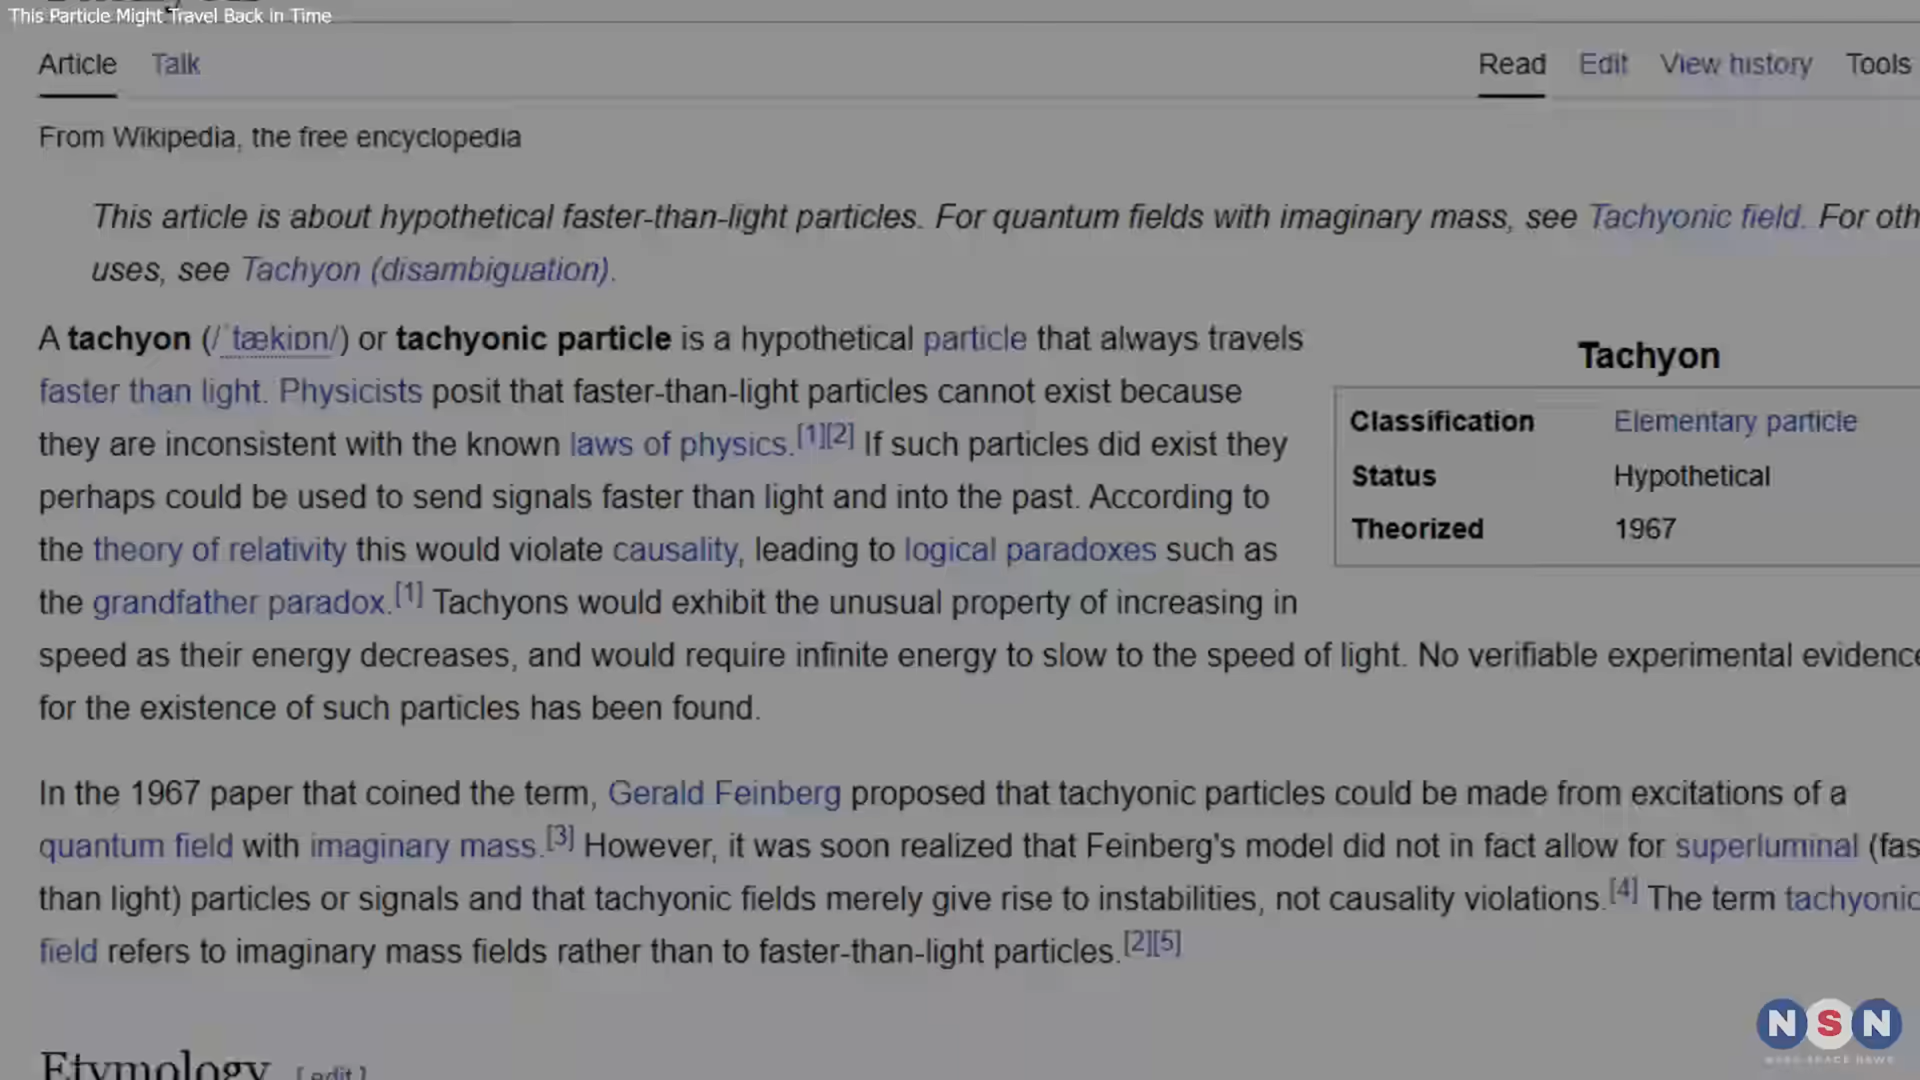 This Particle Might Travel Back in Time
Article Talk Read Edit View history Tools
From Wikipedia, the free encyclopedia
This article is about hypothetical faster-than-light particles. For quantum fields with imaginary mass, see Tachyonic field. For oth
uses, see Tachyon (disambiguation).
A tachyon (/ˈtækiɒn/) or tachyonic particle is a hypothetical particle that always travels
faster than light. Physicists posit that faster-than-light particles cannot exist because
they are inconsistent with the known laws of physics.[1][2] If such particles did exist they
perhaps could be used to send signals faster than light and into the past. According to
the theory of relativity this would violate causality, leading to logical paradoxes such as
the grandfather paradox.[1] Tachyons would exhibit the unusual property of increasing in
speed as their energy decreases, and would require infinite energy to slow to the speed of light. No verifiable experimental evidence
for the existence of such particles has been found.
Tachyon
Classification Elementary particle
Status Hypothetical
Theorized 1967
In the 1967 paper that coined the term, Gerald Feinberg proposed that tachyonic particles could be made from excitations of a
quantum field with imaginary mass.[3] However, it was soon realized that Feinberg's model did not in fact allow for superluminal (fas
than light) particles or signals and that tachyonic fields merely give rise to instabilities, not causality violations.[4] The term tachyonic
field refers to imaginary mass fields rather than to faster-than-light particles.[2][5]
Etymology [edit]
NSN